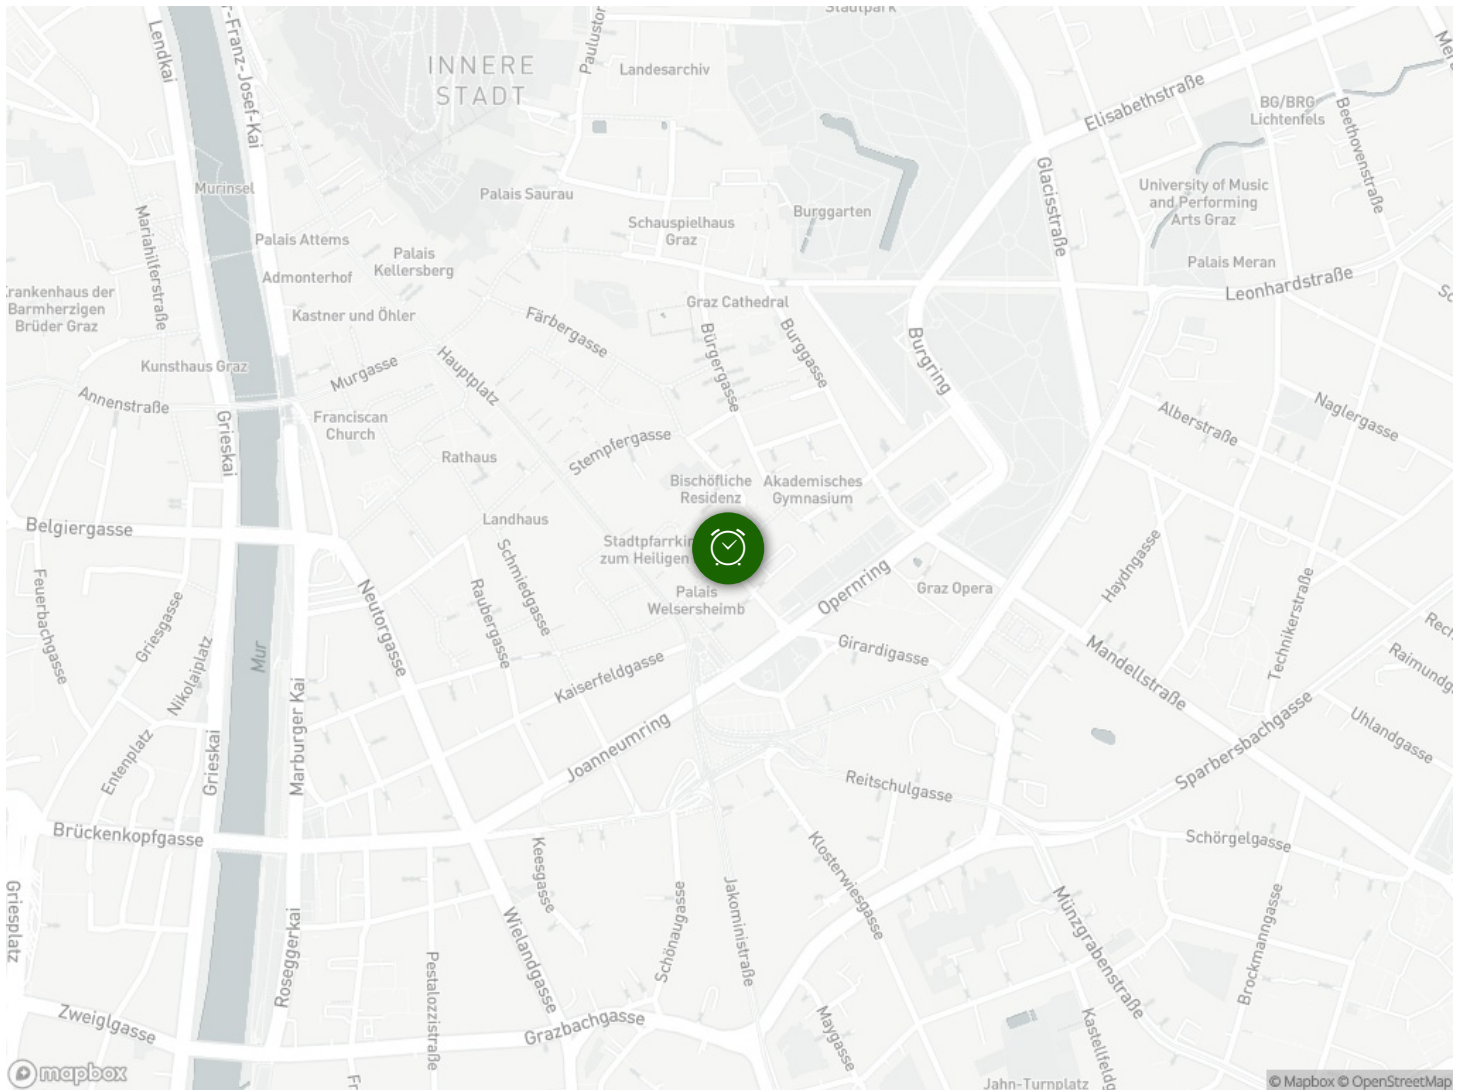 Stadtpark
Lendkai
r-Franz-Josef-Kai
INNERE
STADT
Paulustor
Landesarchiv
Elisabethstraße
BG/BRG
Lichtenfels
Beethovenstraße
Murinsel
Mariahilferstraße
Palais Saurau
Burggarten
Glacisstraße
University of Music
and Performing
Arts Graz
Schauspielhaus
Graz
Palais Attems
Palais
Kellersberg
Admonterhof
Palais Meran
Leonhardstraße
rankenhaus der
Barmherzigen
Brüder Graz
Kastner und Öhler
Färbergasse
Graz Cathedral
Bürgergasse
Burggasse
Burgring
Kunsthaus Graz
Murgasse
Hauptplatz
Annenstraße
Grieskai
Franciscan
Church
Stempfergasse
Alberstraße
Naglergasse
Rathaus
Bischöfliche
Residenz
Akademisches
Gymnasium
Belgiergasse
Landhaus
Schmiedgasse
Stadtpfarrkir
zum Heiligen
Palais
Welsersheimb
Opernring
Graz Opera
Haydngasse
Technikerstraße
Feuerbachgasse
Griesgasse
Nikolaiplatz
Mur
Neutorgasse
Raubergasse
Kaiserfeldgasse
Girardigasse
Mandellstraße
Rech
Raimundg
Entenplatz
Grieskai
Marburger Kai
Joanneumring
Reitschulgasse
Sparbersbachgasse
Uhlandgasse
Brückenkopfgasse
Keesgasse
Klosterwiesgasse
Schörgelgasse
Griesplatz
Roseggerkai
Pestalozzistraße
Wielandgasse
Schönaugasse
Jakoministraße
Münzgrabenstraße
Brockmanngasse
Zweiglgasse
Grazbachgasse
Maygasse
Kastellfeldg
Fr
Jahn-Turnplatz
mapbox
© Mapbox © OpenStreetMap